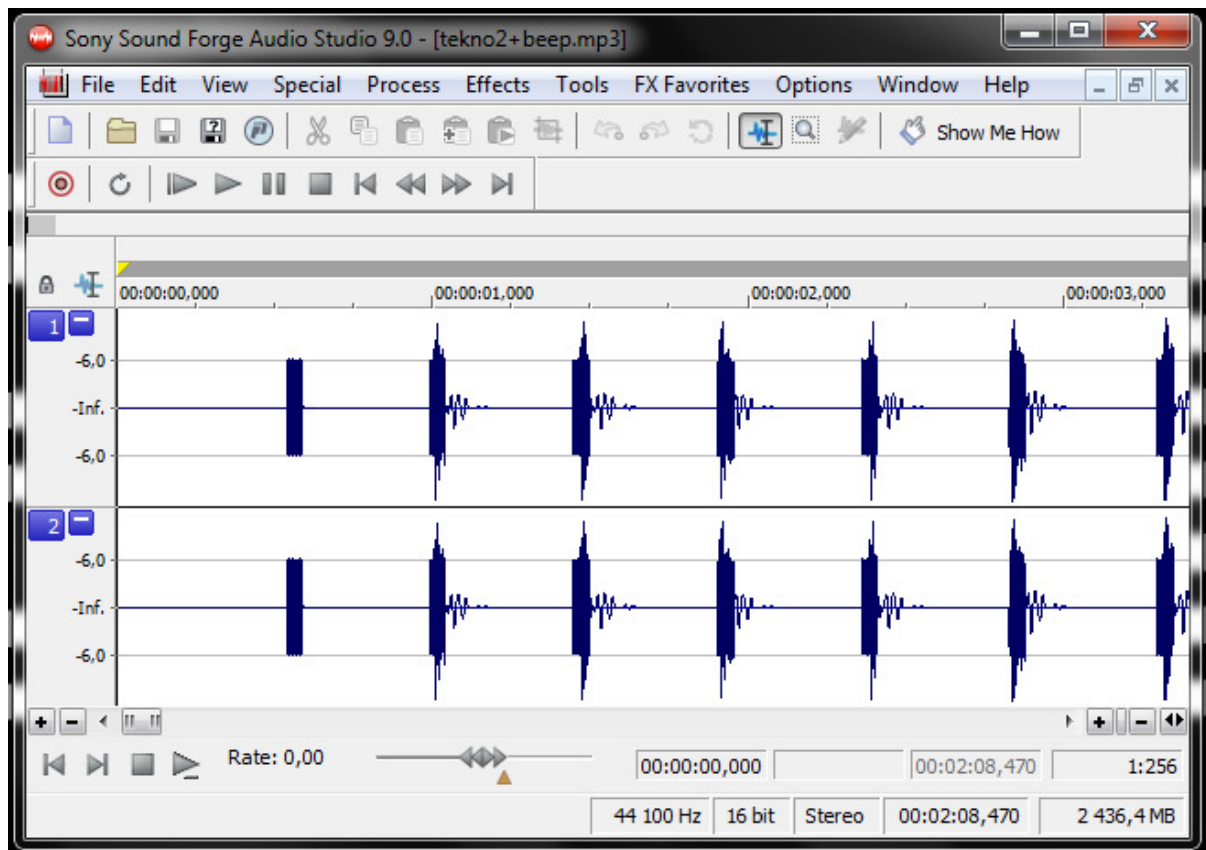 Sony Sound Forge Audio Studio 9.0 - [tekno2+beep.mp3]
File Edit View Special Process Effects Tools FX Favorites Options Window Help
Show Me How
00:00:00,000 00:00:01,000 00:00:02,000 00:00:03,000
1
-6,0
-Inf.
-6,0
2
-6,0
-Inf.
-6,0
Rate: 0,00 00:00:00,000 00:02:08,470 1:256
44 100 Hz 16 bit Stereo 00:02:08,470 2 436,4 MB